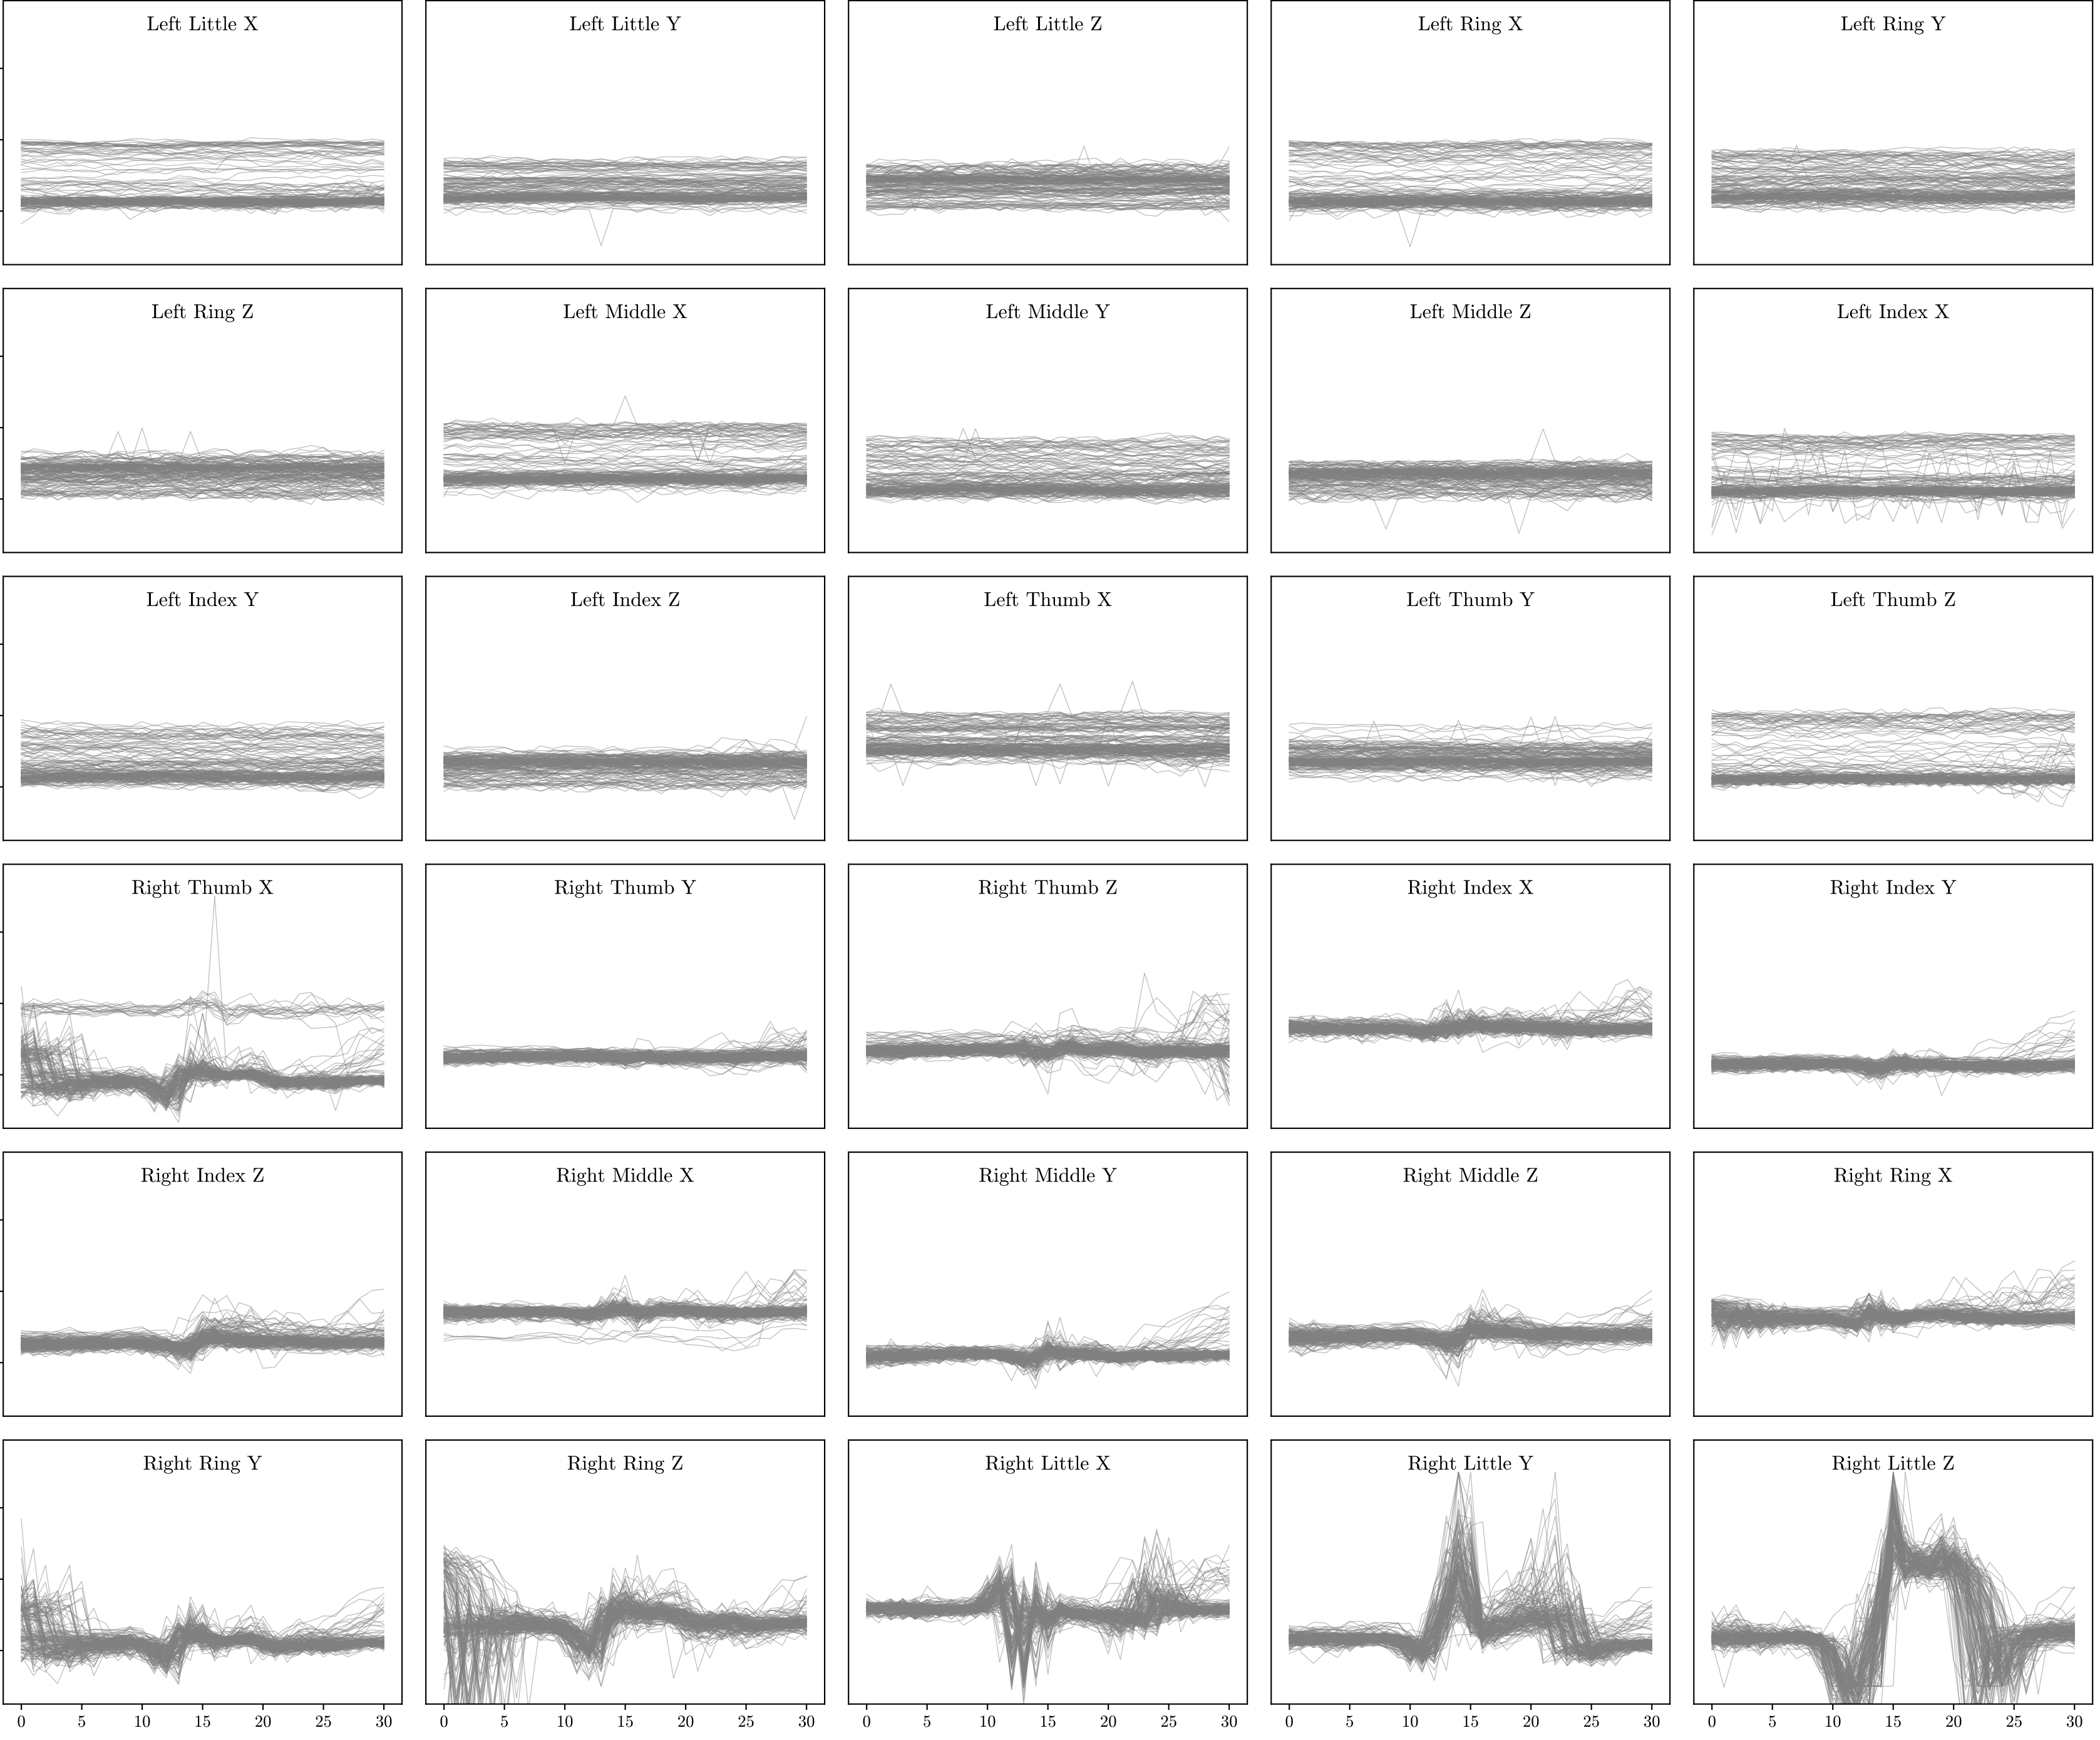 Left Little X Left Little Y Left Little Z Left Ring X Left Ring Y
Left Ring Z Left Middle X Left Middle Y Left Middle Z Left Index X
Left Index Y Left Index Z Left Thumb X Left Thumb Y Left Thumb Z
Right Thumb X Right Thumb Y Right Thumb Z Right Index X Right Index Y
Right Index Z Right Middle X Right Middle Y Right Middle Z Right Ring X
Right Ring Y Right Ring Z Right Little X Right Little Y Right Little Z
0 5 10 15 20 25 30 0 5 10 15 20 25 30 0 5 10 15 20 25 30 0 5 10 15 20 25 30 0 5 10 15 20 25 30